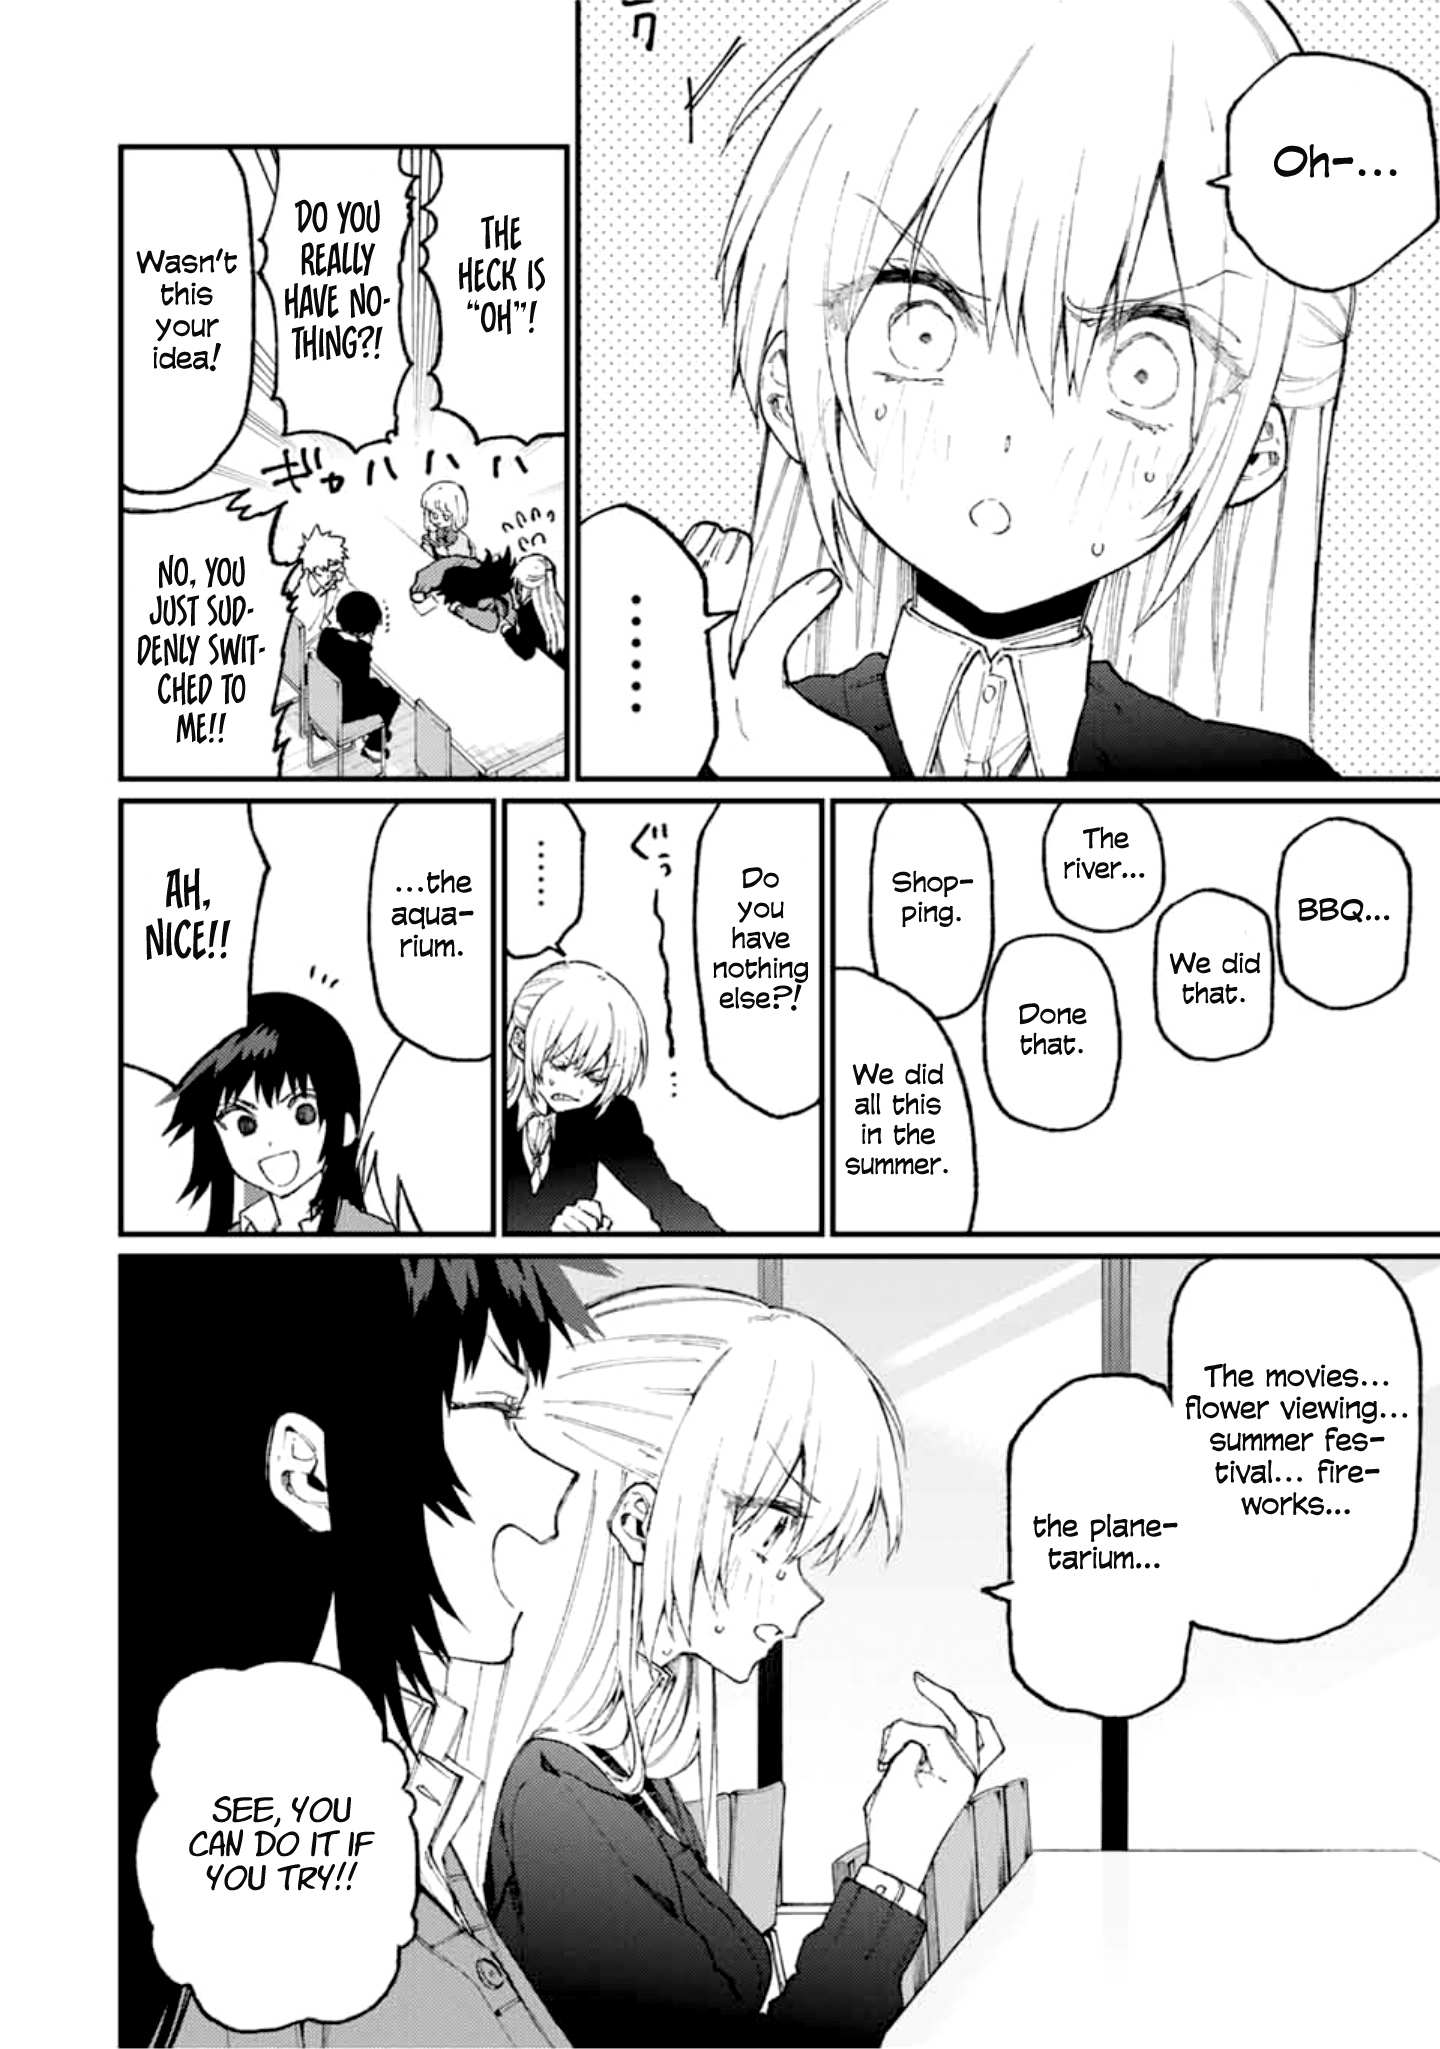 Oh-...
........
THE
HECK IS
"OH"!
DO YOU
REALLY
HAVE NO-
THING?!
Wasn't
this
your
idea!
ギャハハハハ
NO, YOU
JUST SUD-
DENLY SWIT-
CHED TO
ME!!
BBQ...
We did
that.
The
river...
Done
that.
Shop-
ping.
We did
all this
in the
summer.
Do
you
have
nothing
else?!
ぐぅ
......
...the
aqua-
rium.
AH,
NICE!!
The movies...
flower viewing...
summer fes-
tival... fire-
works...
the plane-
tarium...
SEE, YOU
CAN DO IT IF
YOU TRY!!